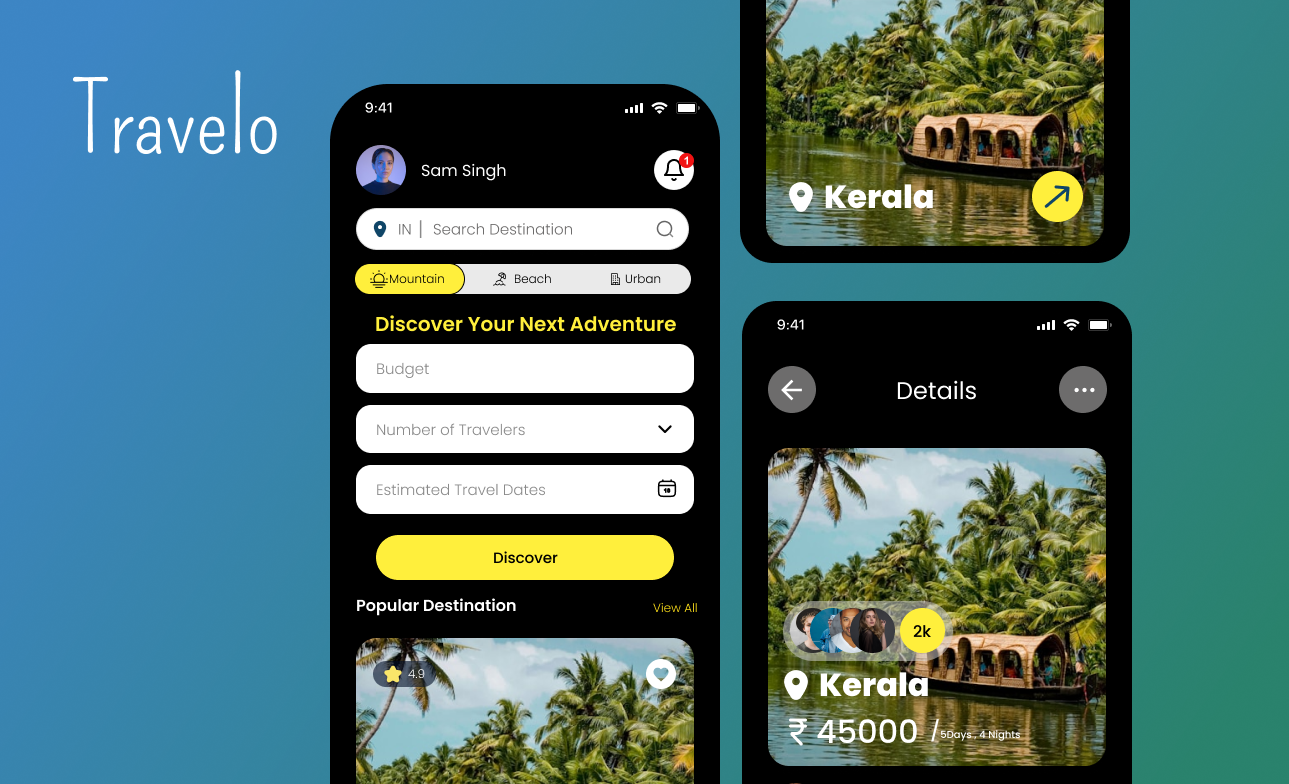 Travelo
9:41
Sam Singh
1
IN | Search Destination
Mountain Beach Urban
Discover Your Next Adventure
Budget
Number of Travelers
Estimated Travel Dates
Discover
Popular Destination View All
4.9
Kerala
9:41
Details
2k
Kerala
₹ 45000 /5Days , 4 Nights